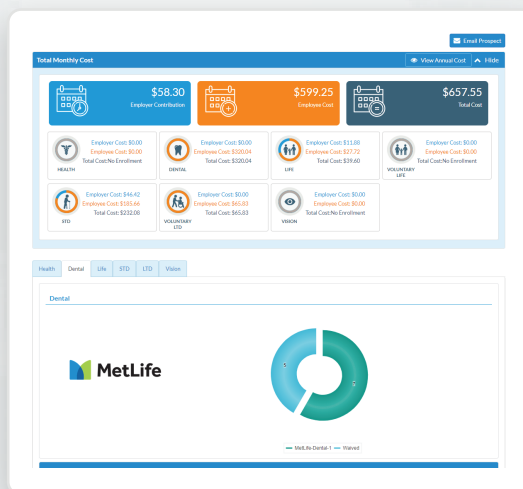 Email Prospect
Total Monthly Cost
View Annual Cost
Hide
$58.30
Employer Contribution
$599.25
Employee Cost
$657.55
Total Cost
Employer Cost: $0.00
Employee Cost: $0.00
Total Cost:No Enrollment
HEALTH
Employer Cost: $0.00
Employee Cost: $320.04
Total Cost: $320.04
DENTAL
Employer Cost: $11.88
Employee Cost: $27.72
Total Cost: $39.60
LIFE
Employer Cost: $0.00
Employee Cost: $0.00
Total Cost:No Enrollment
VOLUNTARY
LIFE
Employer Cost: $46.42
Employee Cost: $185.66
Total Cost: $232.08
STD
Employer Cost: $0.00
Employee Cost: $65.83
Total Cost: $65.83
VOLUNTARY
LTD
Employer Cost: $0.00
Employee Cost: $0.00
Total Cost:No Enrollment
VISION
Health Dental Life STD LTD Vision
Dental
MetLife
MetLife-Dental-1 Waived